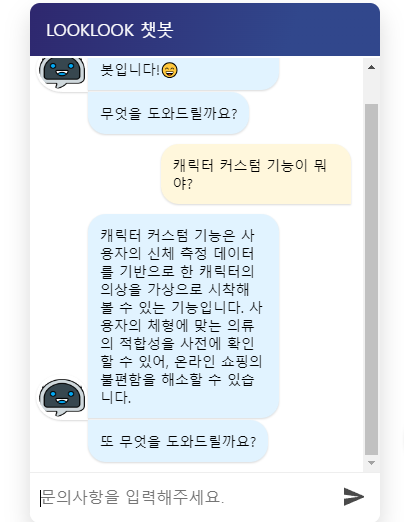 LOOKLOOK 챗봇
봇입니다!😄
무엇을 도와드릴까요?
캐릭터 커스텀 기능이 뭐
야?
캐릭터 커스텀 기능은 사
용자의 신체 측정 데이터
를 기반으로 한 캐릭터의
의상을 가상으로 시착해
볼 수 있는 기능입니다. 사
용자의 체형에 맞는 의류
의 적합성을 사전에 확인
할 수 있어, 온라인 쇼핑의
불편함을 해소할 수 있습
니다.
또 무엇을 도와드릴까요?
문의사항을 입력해주세요.